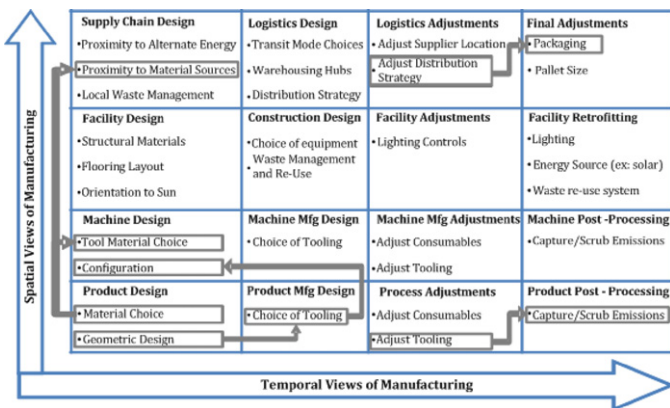 Supply Chain Design
•Proximity to Alternate Energy
•Proximity to Material Sources
•Local Waste Management
Logistics Design
•Transit Mode Choices
•Warehousing Hubs
•Distribution Strategy
Logistics Adjustments
•Adjust Supplier Location
•Adjust Distribution
Strategy
Final Adjustments
•Packaging
•Pallet Size
Facility Design
•Structural Materials
•Flooring Layout
•Orientation to Sun
Construction Design
•Choice of equipment
Waste Management
•and Re-Use
Facility Adjustments
•Lighting Controls
Facility Retrofitting
•Lighting
•Energy Source (ex: solar)
•Waste re-use system
Machine Design
•Tool Material Choice
•Configuration
Machine Mfg Design
•Choice of Tooling
Machine Mfg Adjustments
•Adjust Consumables
•Adjust Tooling
Machine Post -Processing
•Capture/Scrub Emissions
Product Design
•Material Choice
•Geometric Design
Product Mfg Design
•Choice of Tooling
Process Adjustments
•Adjust Consumables
•Adjust Tooling
Product Post - Processing
•Capture/Scrub Emissions
Spatial Views of Manufacturing
Temporal Views of Manufacturing